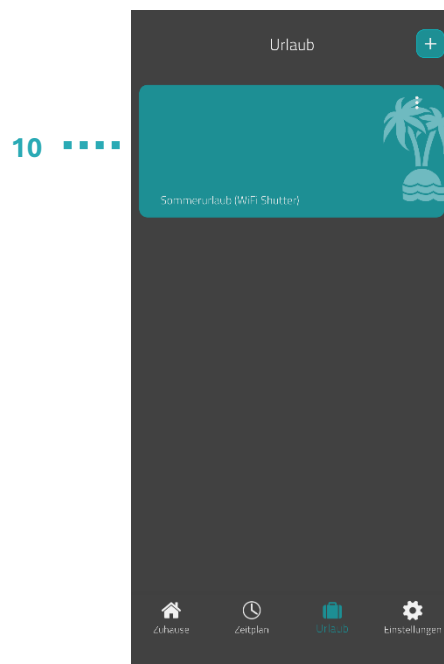 Urlaub
+
10
Sommerurlaub (WiFi Shutter)
Zuhause Zeitplan Urlaub Einstellungen